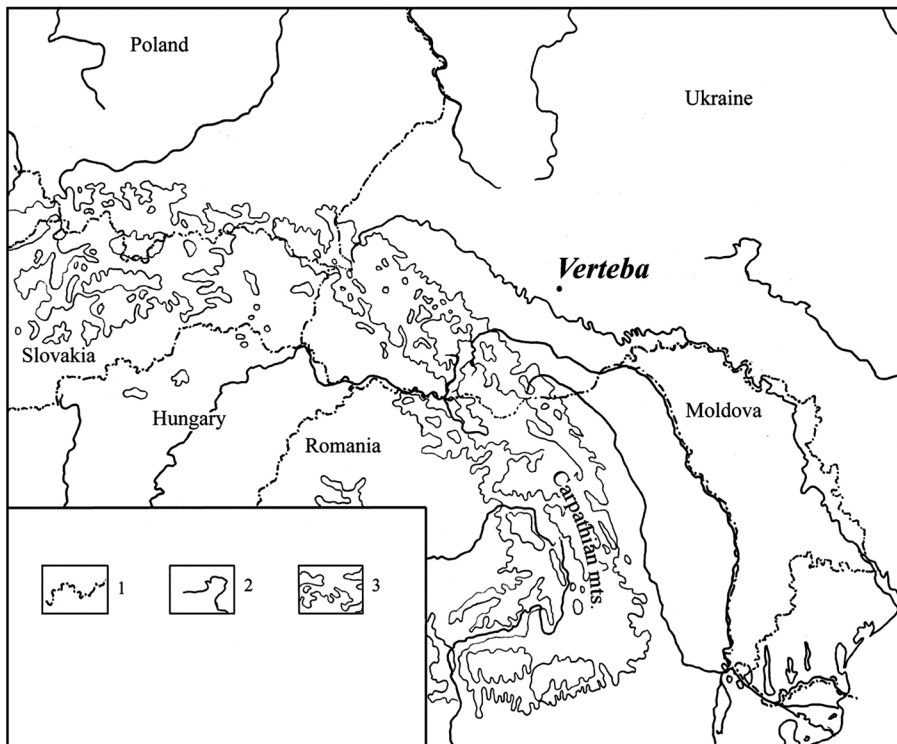 Poland
Ukraine
Verteba
Slovakia
Moldova
Hungary
Romania
Carpathian mts.
1
2
3